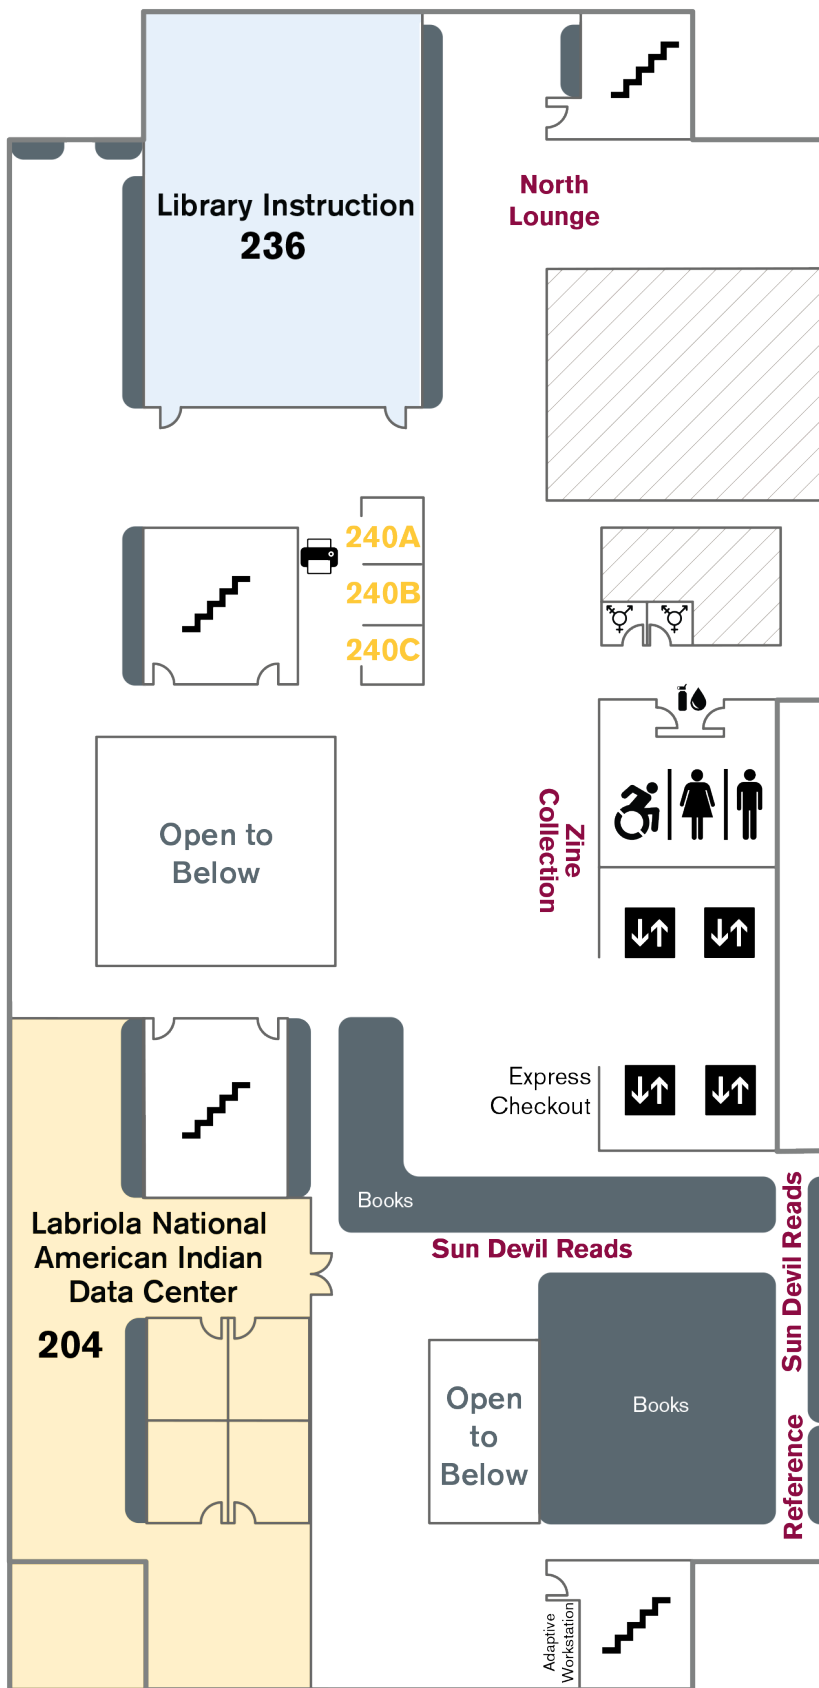 North
Lounge
Library Instruction
236
240A
240B
240C
Zine
Collection
Open to
Below
Express
Checkout
Books
Sun Devil Reads
Sun Devil Reads
Labriola National
American Indian
Data Center
204
Open
to
Below
Books
Reference
Adaptive
Workstation